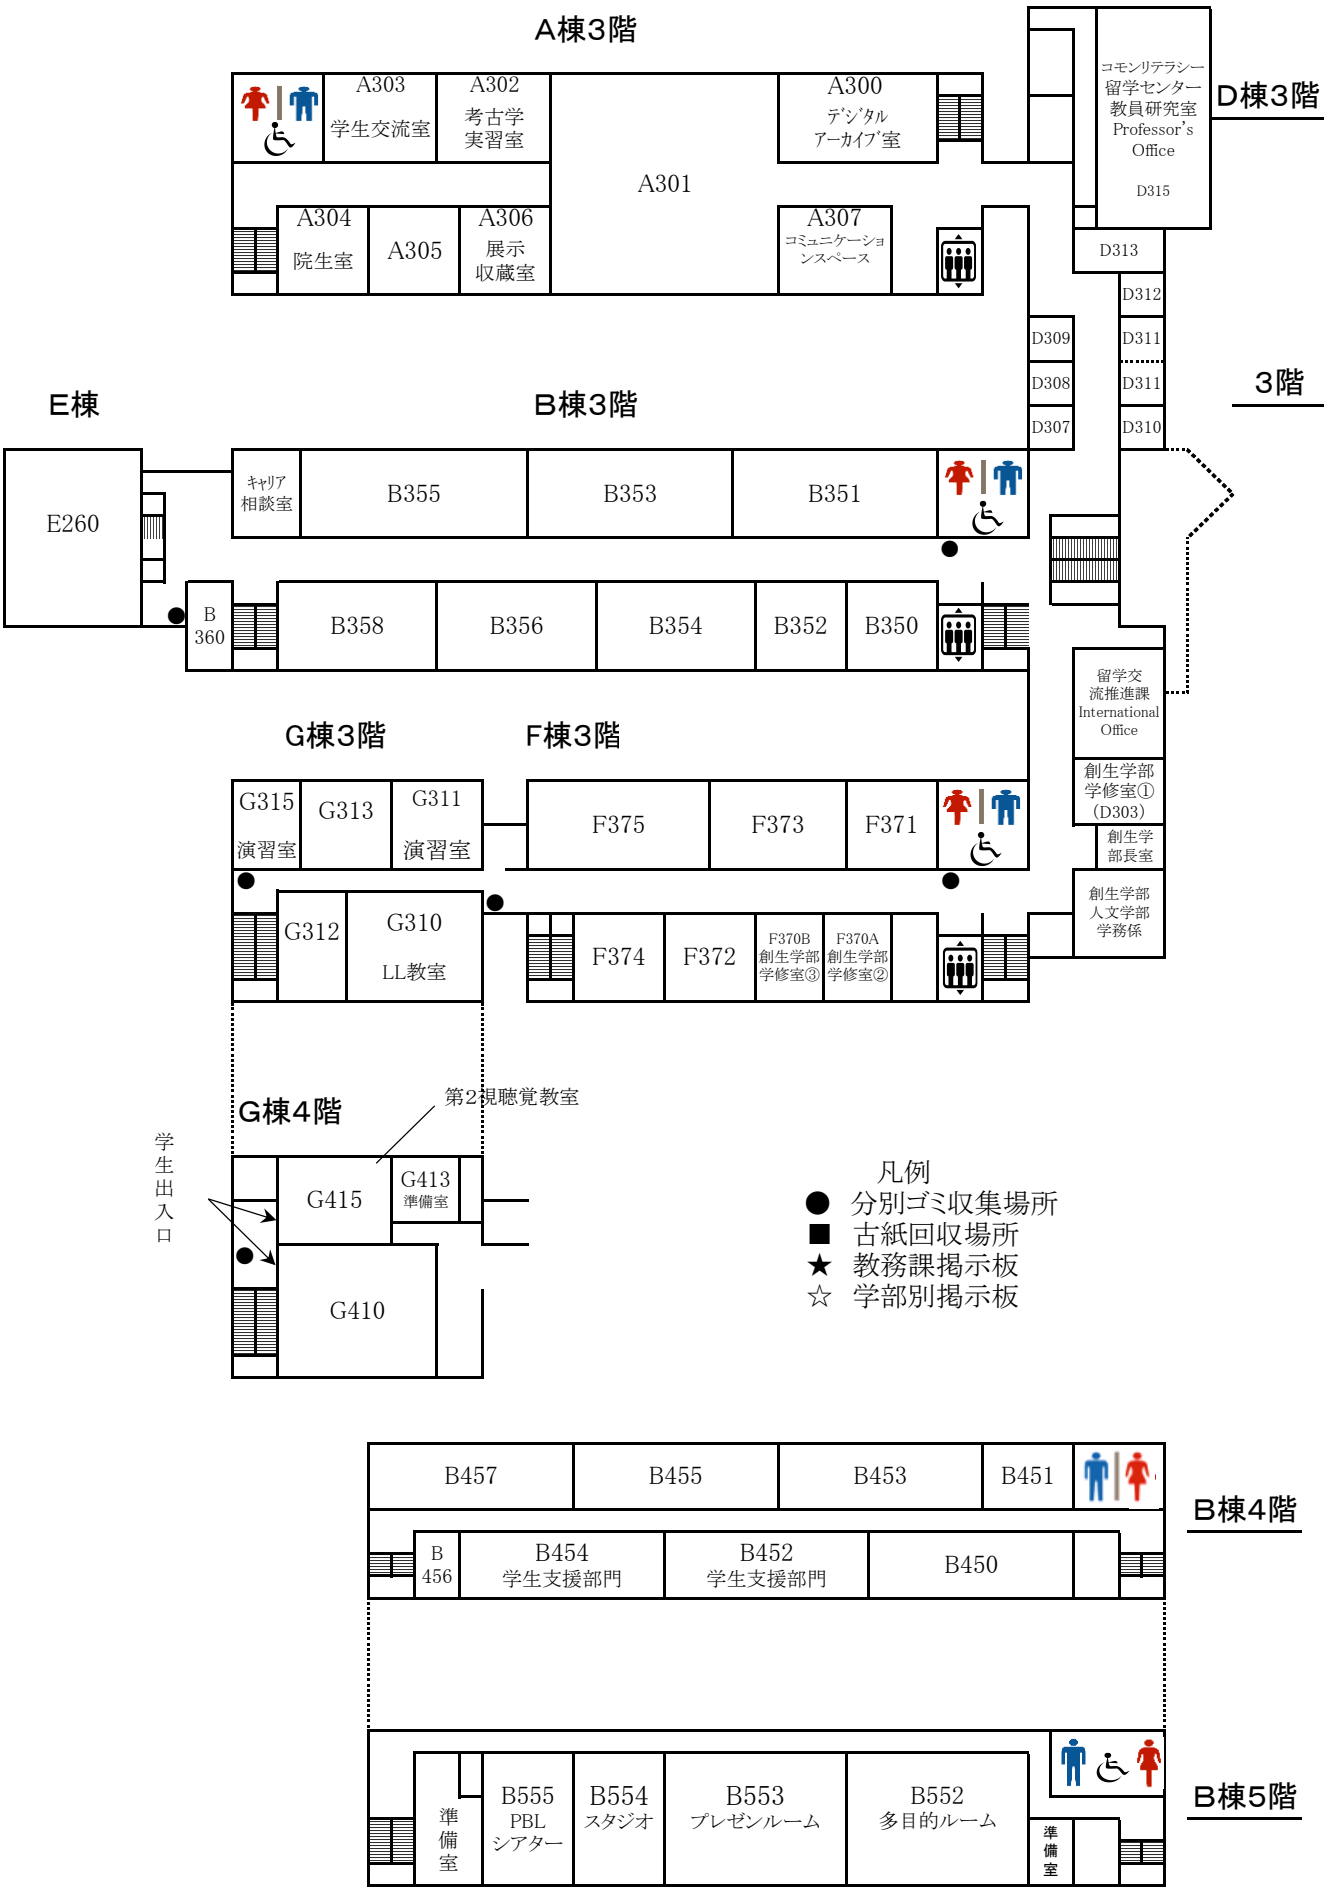 A棟3階
A303
学生交流室
A302
考古学
実習室
A301
A300
デジタル
アーカイブ室
コモンリテラシー
留学センター
教員研究室
Professor's
Office
D315
D棟3階
A304
院生室
A305
A306
展示
収蔵室
A307
コミュニケーショ
ンスペース
D313
D312
D309
D311
D308
D311
D307
D310
3階
E棟
B棟3階
E260
キャリア
相談室
B355
B353
B351
B
360
B358
B356
B354
B352
B350
留学交
流推進課
International
Office
創生学部
学修室①
(D303)
創生学
部長室
創生学部
人文学部
学務係
G棟3階
F棟3階
G315
演習室
G313
G311
演習室
F375
F373
F371
G312
G310
LL教室
F374
F372
F370B
創生学部
学修室③
F370A
創生学部
学修室②
G棟4階
第2視聴覚教室
学生出入口
G415
G413
準備室
G410
凡例
● 分別ゴミ収集場所
■ 古紙回収場所
★ 教務課掲示板
☆ 学部別掲示板
B457
B455
B453
B451
B棟4階
B
456
B454
学生支援部門
B452
学生支援部門
B450
準備室
B555
PBL
シアター
B554
スタジオ
B553
プレゼンルーム
B552
多目的ルーム
準備室
B棟5階